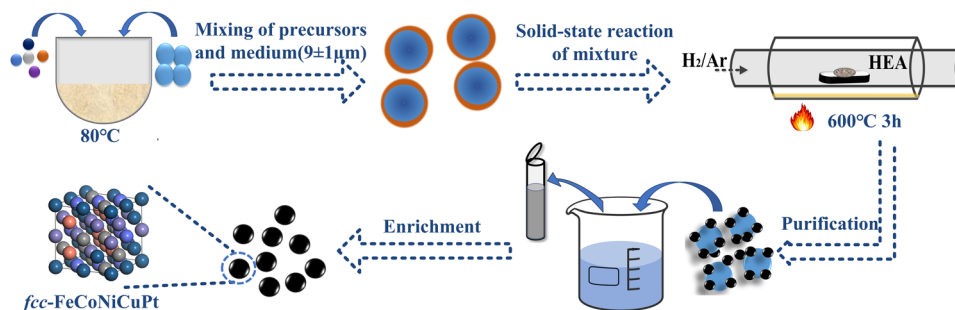 Mixing of precursors
and medium(9±1μm)
Solid-state reaction
of mixture
H₂/Ar
HEA
80℃
600℃ 3h
Purification
Enrichment
fcc-FeCoNiCuPt